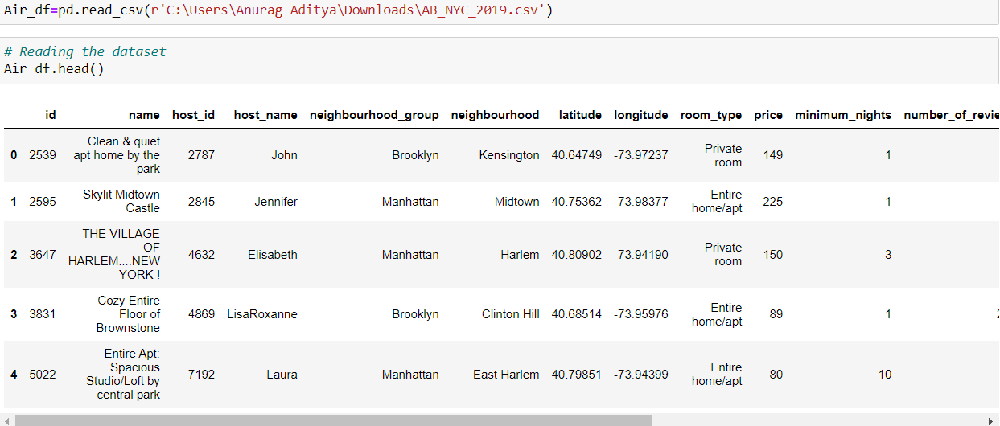 Air_df=pd.read_csv(r'C:\Users\Anurag Aditya\Downloads\AB_NYC_2019.csv')
# Reading the dataset
Air_df.head()
id name host_id host_name neighbourhood_group neighbourhood latitude longitude room_type price minimum_nights number_of_revie
Clean & quiet
apt home by the
park
0 2539 2787 John Brooklyn Kensington 40.64749 -73.97237 Private room 149 1
Skylit Midtown
Castle
1 2595 2845 Jennifer Manhattan Midtown 40.75362 -73.98377 Entire home/apt 225 1
THE VILLAGE
OF
HARLEM....NEW
YORK !
2 3647 4632 Elisabeth Manhattan Harlem 40.80902 -73.94190 Private room 150 3
Cozy Entire
Floor of
Brownstone
3 3831 4869 LisaRoxanne Brooklyn Clinton Hill 40.68514 -73.95976 Entire home/apt 89 1
Entire Apt:
Spacious
Studio/Loft by
central park
4 5022 7192 Laura Manhattan East Harlem 40.79851 -73.94399 Entire home/apt 80 10